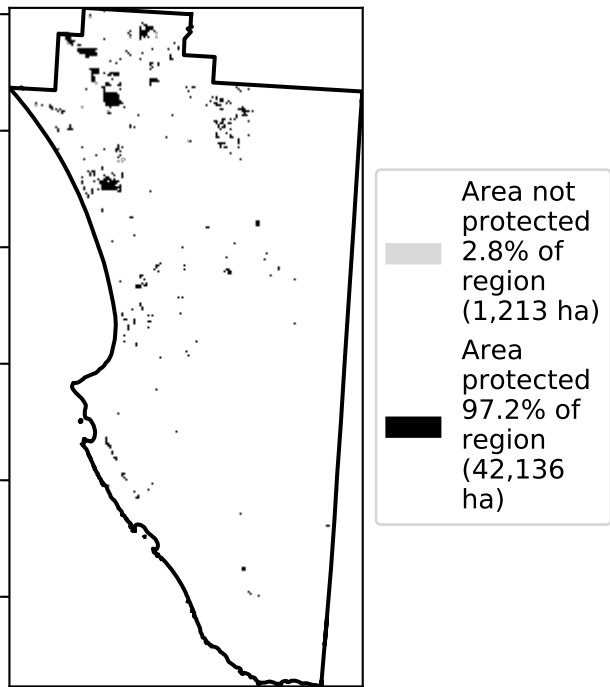 Area not
protected
2.8% of
region
(1,213 ha)
Area
protected
97.2% of
region
(42,136
ha)